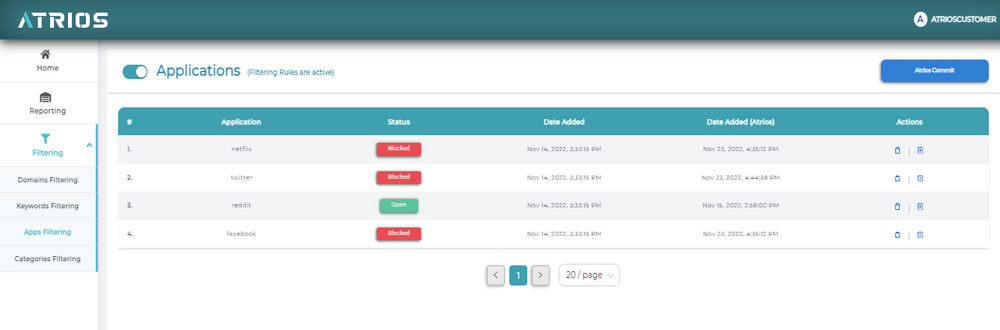 ATRIOS
A ATRIOSCUSTOMER
Home
Reporting
Filtering
Domains Filtering
Keywords Filtering
Apps Filtering
Categories Filtering
Applications (Filtering Rules are active)
Atrios Commit
# Application Status Date Added Date Added (Atrios) Actions
1. netflix Blocked Nov 14, 2022, 3:33:15 PM Nov 23, 2022, 4:35:12 PM
2. twitter Blocked Nov 14, 2022, 3:33:15 PM Nov 23, 2022, 4:44:38 PM
3. reddit Open Nov 14, 2022, 3:33:15 PM Nov 15, 2022, 2:58:00 PM
4. facebook Blocked Nov 14, 2022, 3:33:15 PM Nov 23, 2022, 4:35:12 PM
1
20 / page